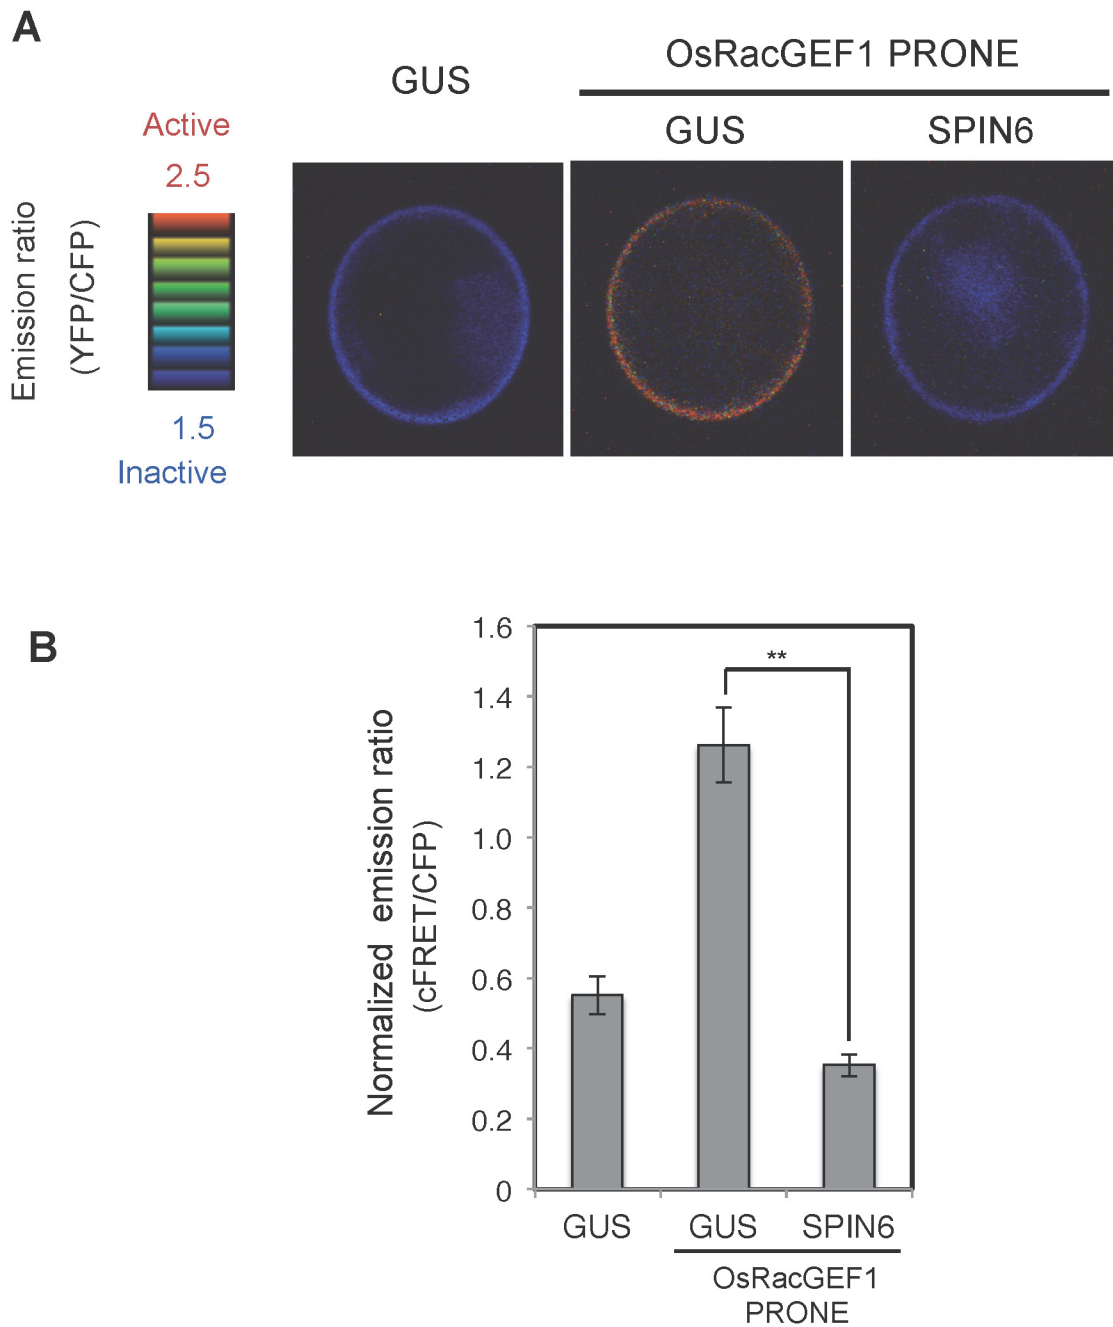 A
GUS
OsRacGEF1 PRONE
GUS
SPIN6
Active
2.5
Emission ratio
(YFP/CFP)
1.5
Inactive
B
Normalized emission ratio
(cFRET/CFP)
1.6
1.4
1.2
1.0
0.8
0.6
0.4
0.2
0
**
GUS
GUS
SPIN6
OsRacGEF1
PRONE